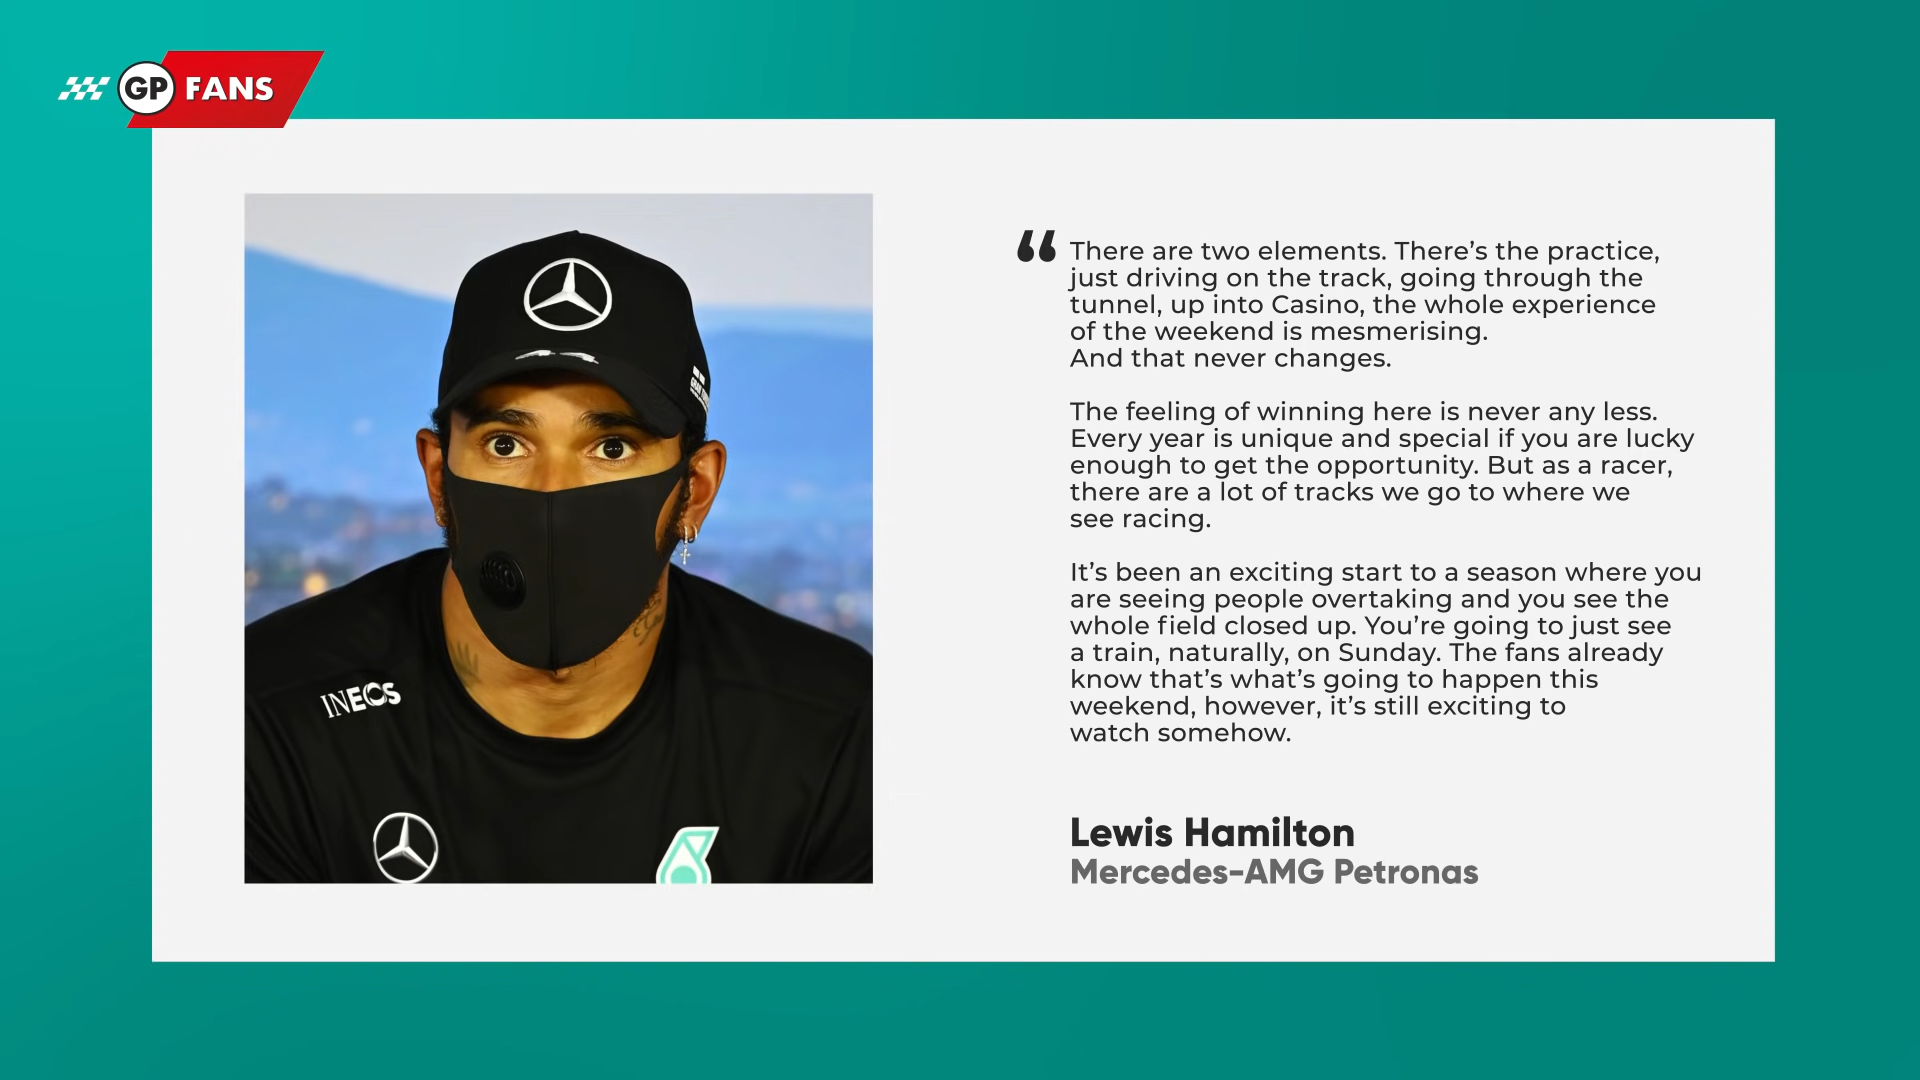 GP FANS
“ There are two elements. There’s the practice,
just driving on the track, going through the
tunnel, up into Casino, the whole experience
of the weekend is mesmerising.
And that never changes.
The feeling of winning here is never any less.
Every year is unique and special if you are lucky
enough to get the opportunity. But as a racer,
there are a lot of tracks we go to where we
see racing.
It’s been an exciting start to a season where you
are seeing people overtaking and you see the
whole field closed up. You’re going to just see
a train, naturally, on Sunday. The fans already
know that’s what’s going to happen this
weekend, however, it’s still exciting to
watch somehow.
INEOS
Lewis Hamilton
Mercedes-AMG Petronas